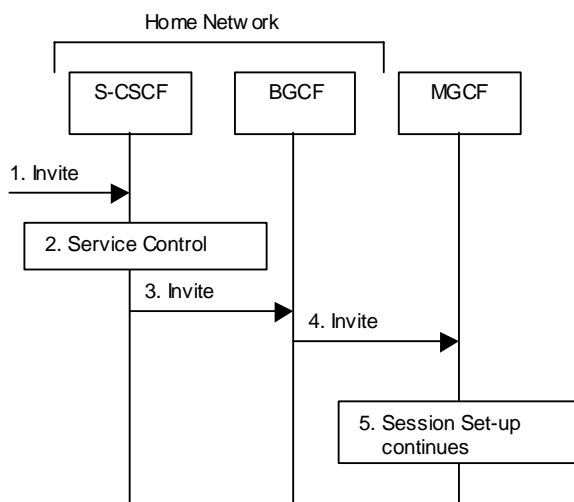 Home Network
S-CSCF
BGCF
MGCF
1. Invite
2. Service Control
3. Invite
4. Invite
5. Session Set-up
continues